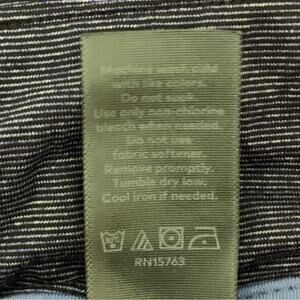 Machine wash cold
with like colors.
Do not soak.
Use only non-chlorine
bleach when needed.
Do not use
fabric softener.
Remove promptly.
Tumble dry low.
Cool iron if needed.
RN15763